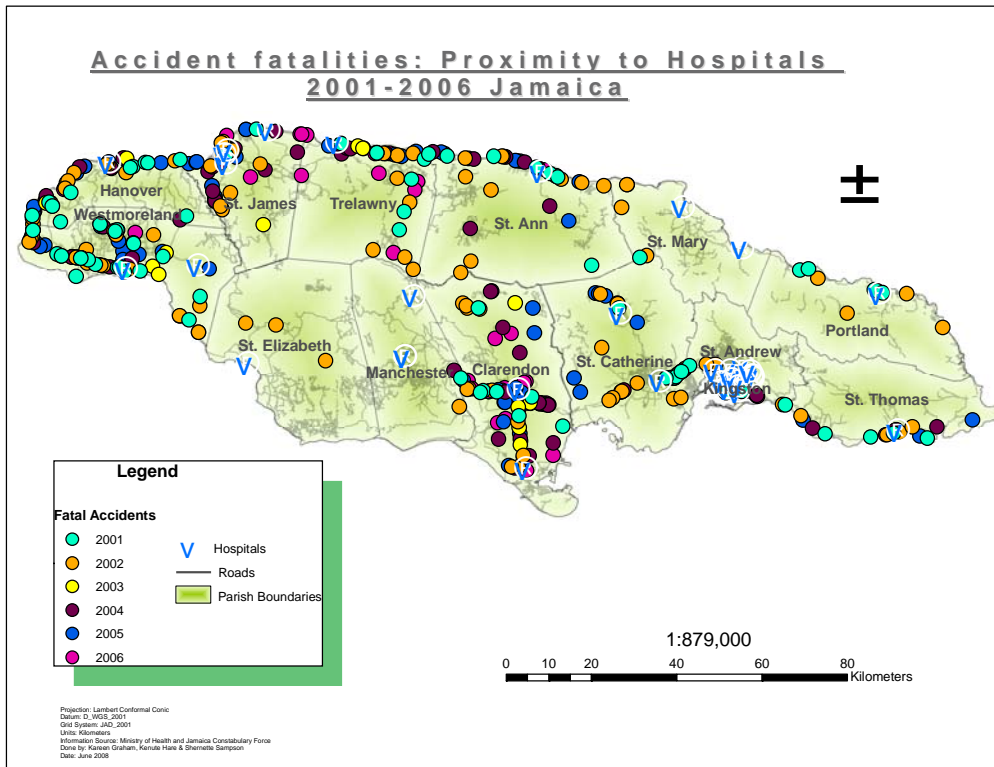 Accident fatalities: Proximity to Hospitals
2001-2006 Jamaica
±
Hanover
Westmoreland
St. James
Trelawny
St. Ann
St. Mary
Portland
St. Elizabeth
Manchester
Clarendon
St. Catherine
St. Andrew
Kingston
St. Thomas
Legend
Fatal Accidents
2001
2002
2003
2004
2005
2006
Hospitals
Roads
Parish Boundaries
1:879,000
0 5 10 20 40 60 80
Kilometers
Projection: Lambert Conformal Conic
Datum: D_WGS_2001
Grid System: JAD_2001
Units: Kilometers
Information Source: Ministry of Health and Jamaica Constabulary Force
Done by: Kareen Graham, Kenute Hare & Shernette Sampson
Date: June 2008